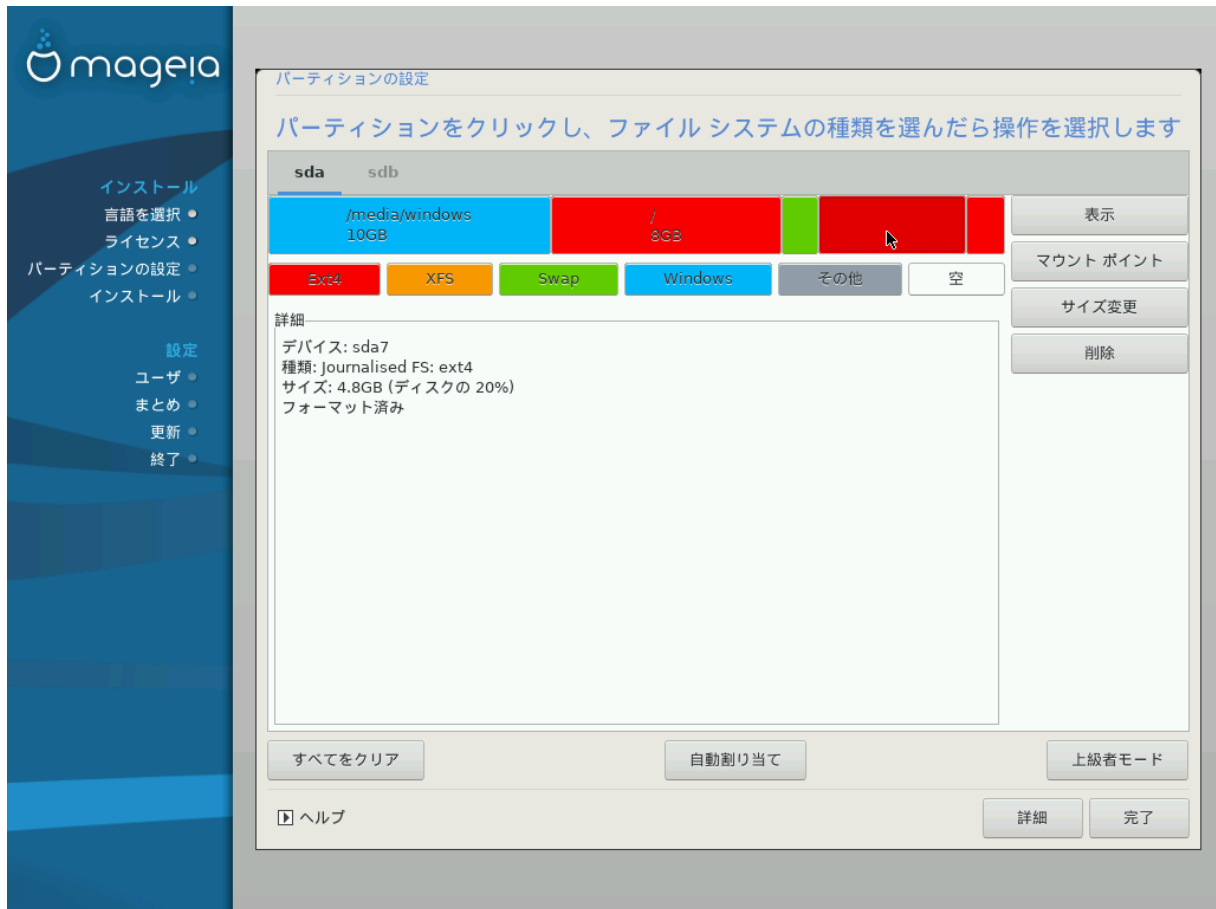 mageia
インストール
言語を選択
ライセンス
パーティションの設定
インストール
設定
ユーザ
まとめ
更新
終了
パーティションの設定
パーティションをクリックし、ファイル システムの種類を選んだら操作を選択します
sda sdb
/media/windows
10GB
/
8GB
Ext4 XFS Swap Windows その他 空
表示
マウント ポイント
サイズ変更
削除
詳細
デバイス: sda7
種類: Journalised FS: ext4
サイズ: 4.8GB (ディスクの 20%)
フォーマット済み
すべてをクリア 自動割り当て 上級者モード
ヘルプ 詳細 完了